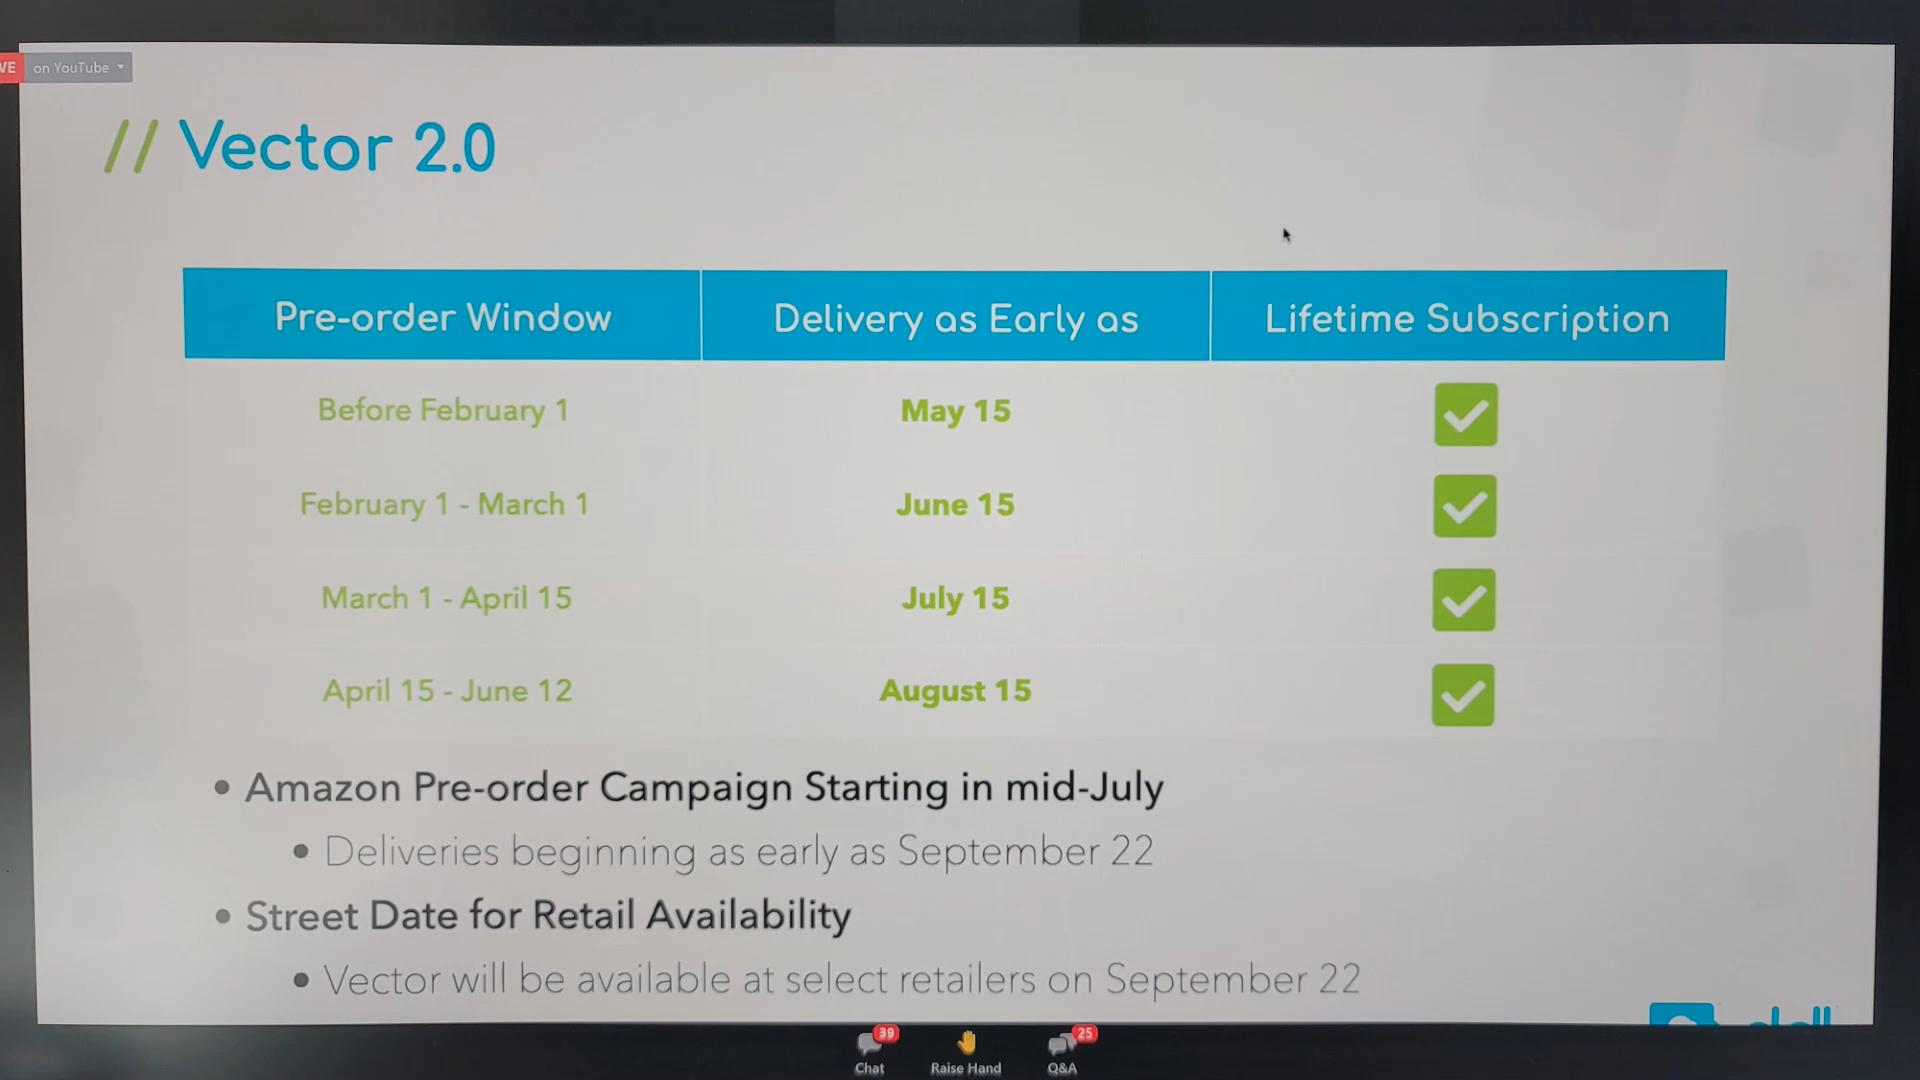 VE on YouTube
// Vector 2.0
Pre-order Window Delivery as Early as Lifetime Subscription
Before February 1 May 15
February 1 - March 1 June 15
March 1 - April 15 July 15
April 15 - June 12 August 15
• Amazon Pre-order Campaign Starting in mid-July
• Deliveries beginning as early as September 22
• Street Date for Retail Availability
• Vector will be available at select retailers on September 22
39 25
Chat Raise Hand Q&A